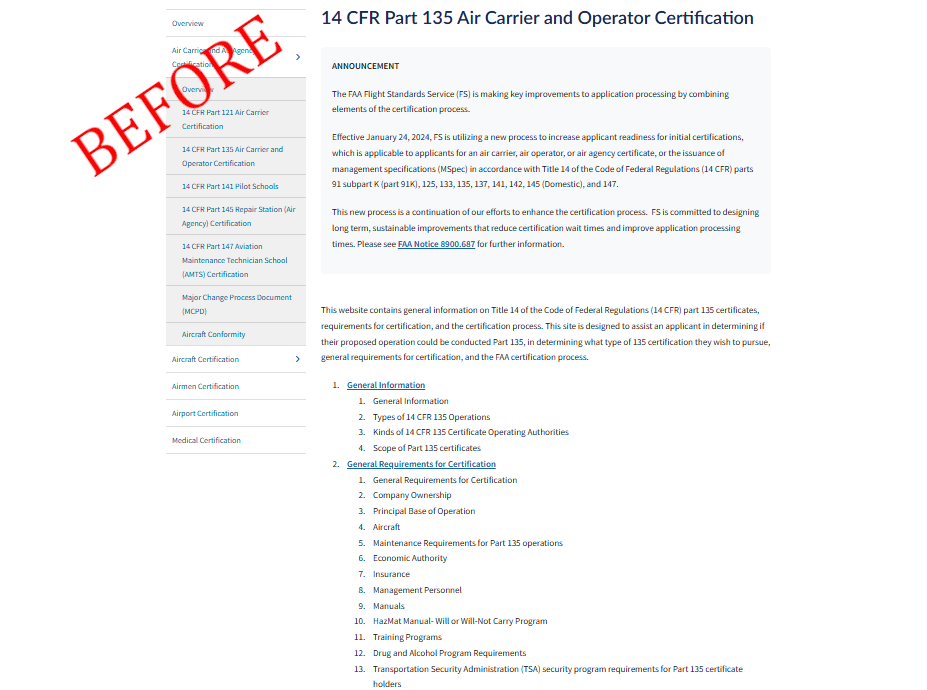 14 CFR Part 135 Air Carrier and Operator Certification
BEFORE
Overview
Air Carrier and Air Agency
Certification
Overview
14 CFR Part 121 Air Carrier
Certification
14 CFR Part 135 Air Carrier and
Operator Certification
14 CFR Part 141 Pilot Schools
14 CFR Part 145 Repair Station (Air
Agency) Certification
14 CFR Part 147 Aviation
Maintenance Technician School
(AMTS) Certification
Major Change Process Document
(MCPD)
Aircraft Conformity
Aircraft Certification
Airmen Certification
Airport Certification
Medical Certification
ANNOUNCEMENT
The FAA Flight Standards Service (FS) is making key improvements to application processing by combining
elements of the certification process.
Effective January 24, 2024, FS is utilizing a new process to increase applicant readiness for initial certifications,
which is applicable to applicants for an air carrier, air operator, or air agency certificate, or the issuance of
management specifications (MSpec) in accordance with Title 14 of the Code of Federal Regulations (14 CFR) parts
91 subpart K (part 91K), 125, 133, 135, 137, 141, 142, 145 (Domestic), and 147.
This new process is a continuation of our efforts to enhance the certification process.  FS is committed to designing
long term, sustainable improvements that reduce certification wait times and improve application processing
times. Please see FAA Notice 8900.687 for further information.
This website contains general information on Title 14 of the Code of Federal Regulations (14 CFR) part 135 certificates,
requirements for certification, and the certification process. This site is designed to assist an applicant in determining if
their proposed operation could be conducted Part 135, in determining what type of 135 certification they wish to pursue,
general requirements for certification, and the FAA certification process.
1. General Information
1. General Information
2. Types of 14 CFR 135 Operations
3. Kinds of 14 CFR 135 Certificate Operating Authorities
4. Scope of Part 135 certificates
2. General Requirements for Certification
1. General Requirements for Certification
2. Company Ownership
3. Principal Base of Operation
4. Aircraft
5. Maintenance Requirements for Part 135 operations
6. Economic Authority
7. Insurance
8. Management Personnel
9. Manuals
10. HazMat Manual- Will or Will-Not Carry Program
11. Training Programs
12. Drug and Alcohol Program Requirements
13. Transportation Security Administration (TSA) security program requirements for Part 135 certificate
holders